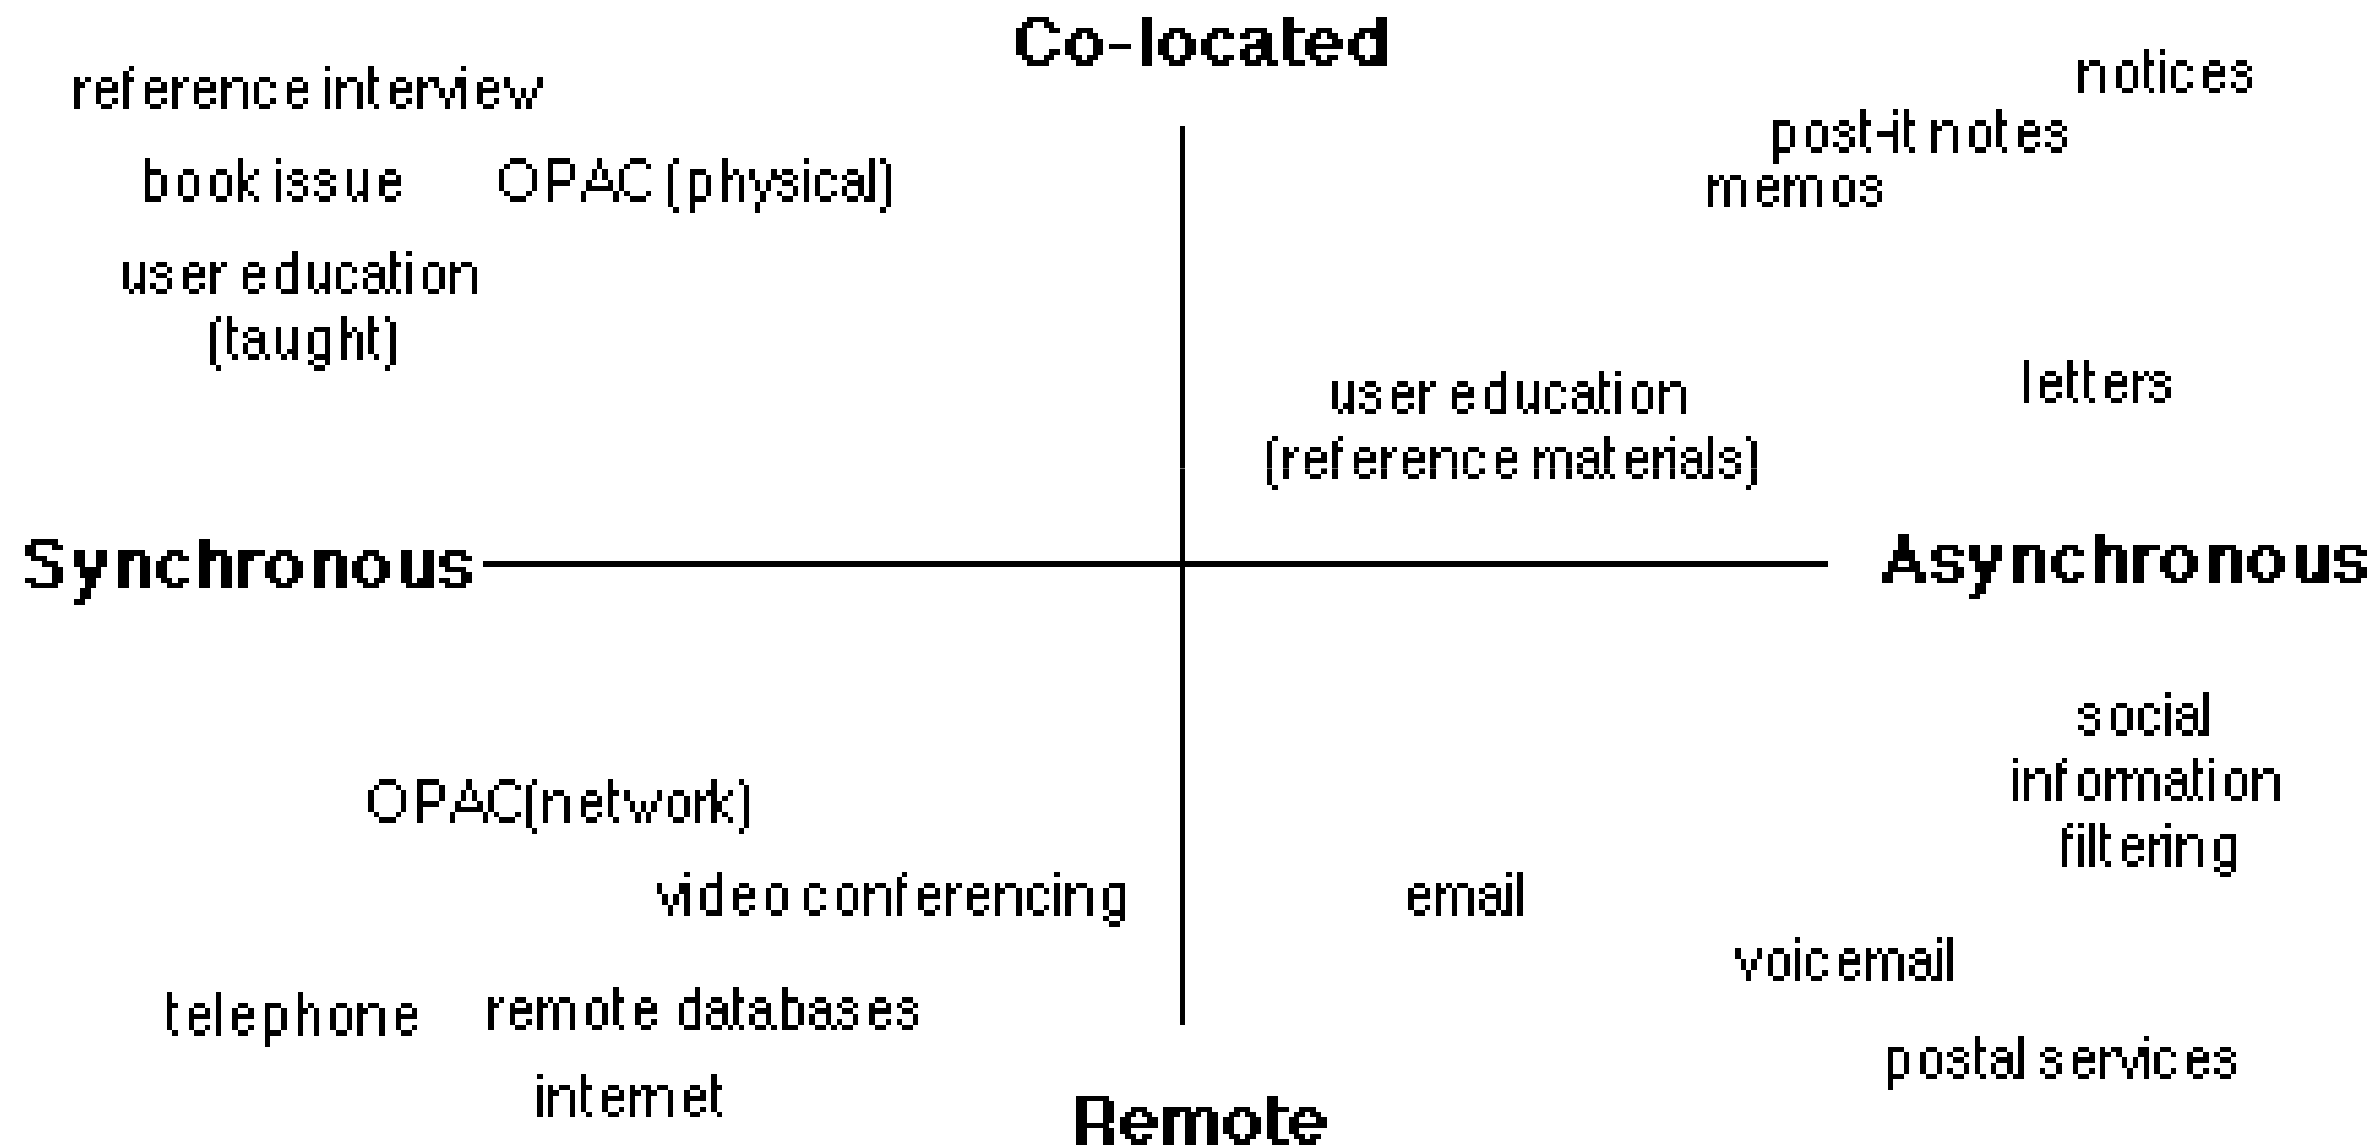 Co-located
reference interview
notices
post-it notes
book issue
OPAC (physical)
memos
user education
(taught)
user education
(reference materials)
letters
Synchronous
Asynchronous
social
information
filtering
OPAC(network)
video conferencing
email
voicemail
telephone
remote databases
postal services
internet
Remote